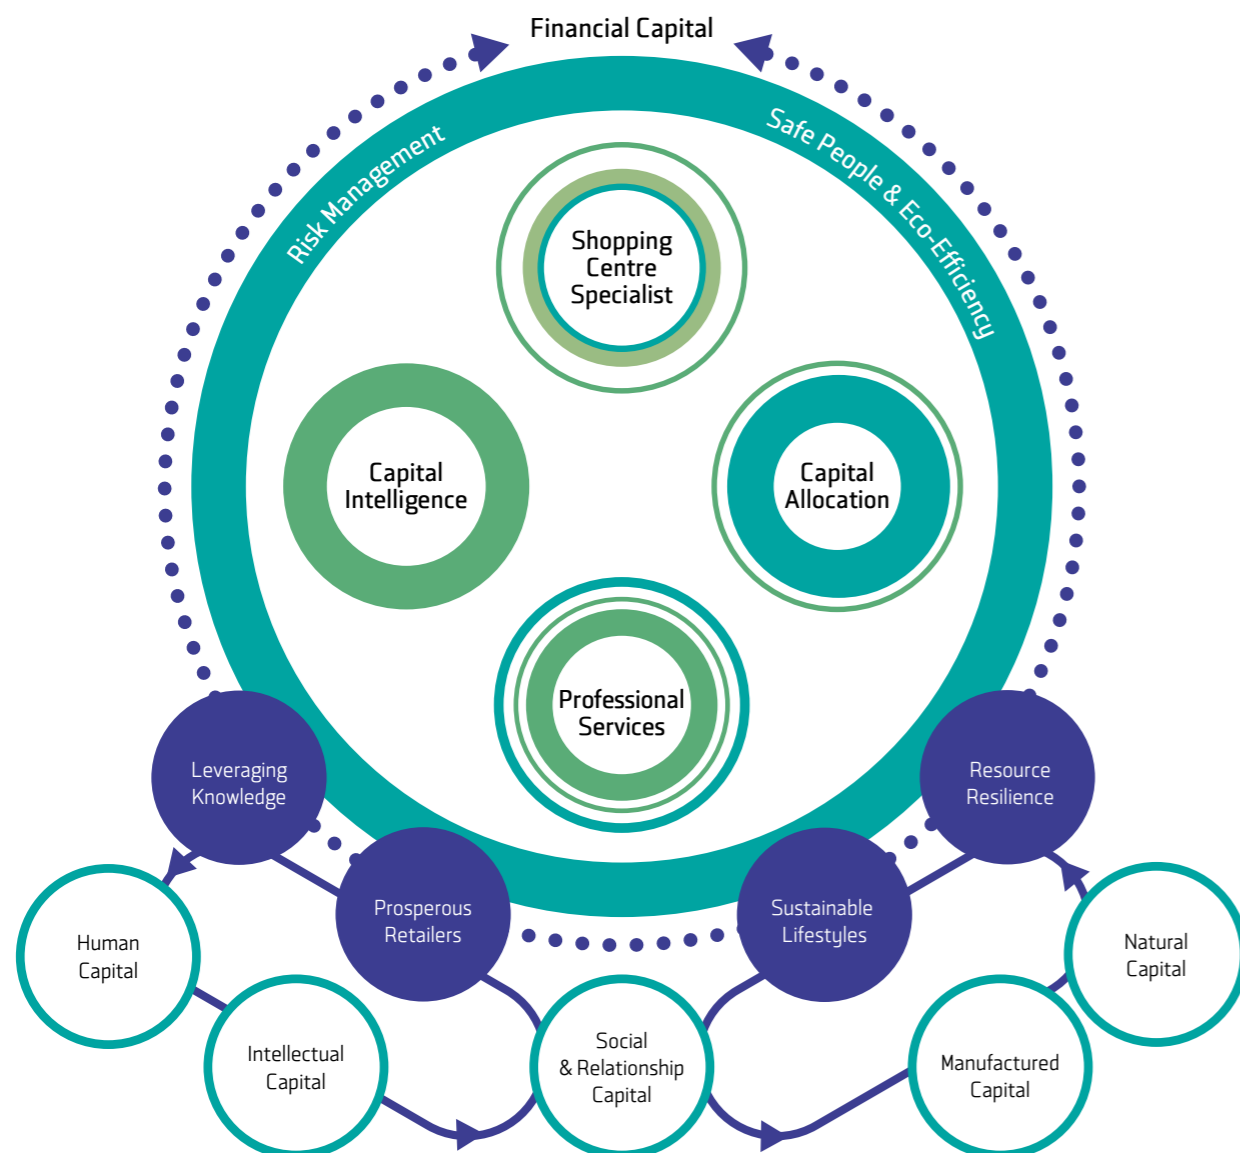 Financial Capital
Risk Management
Safe People & Eco-Efficiency
Shopping
Centre
Specialist
Capital
Intelligence
Capital
Allocation
Professional
Services
Leveraging
Knowledge
Resource
Resilience
Prosperous
Retailers
Sustainable
Lifestyles
Human
Capital
Natural
Capital
Intellectual
Capital
Social
& Relationship
Capital
Manufactured
Capital